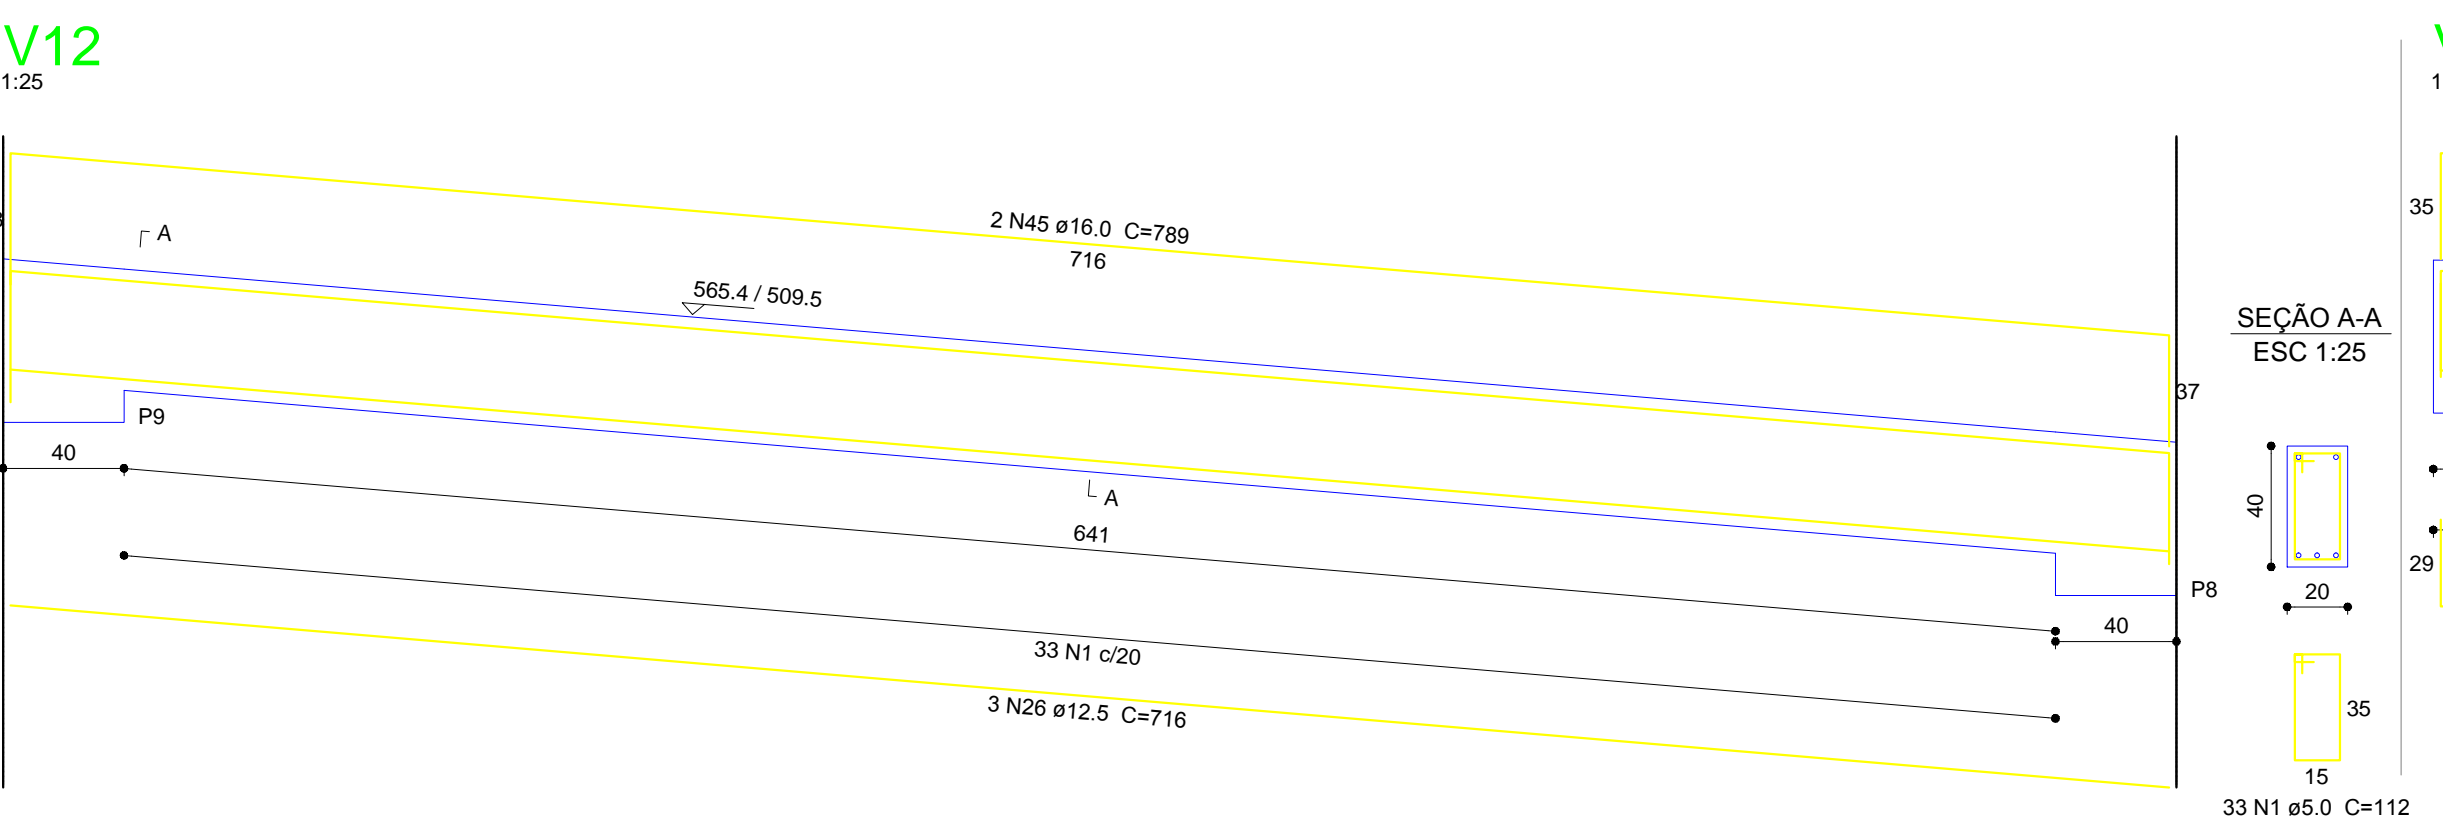 V12
1:25
A
2 N45 ø16.0 C=789
716
565.4 / 509.5
37
P9
40
A
641
P8
40
33 N1 c/20
3 N26 ø12.5 C=716
SEÇÃO A-A
ESC 1:25
40
20
35
15
33 N1 ø5.0 C=112
1
35
29